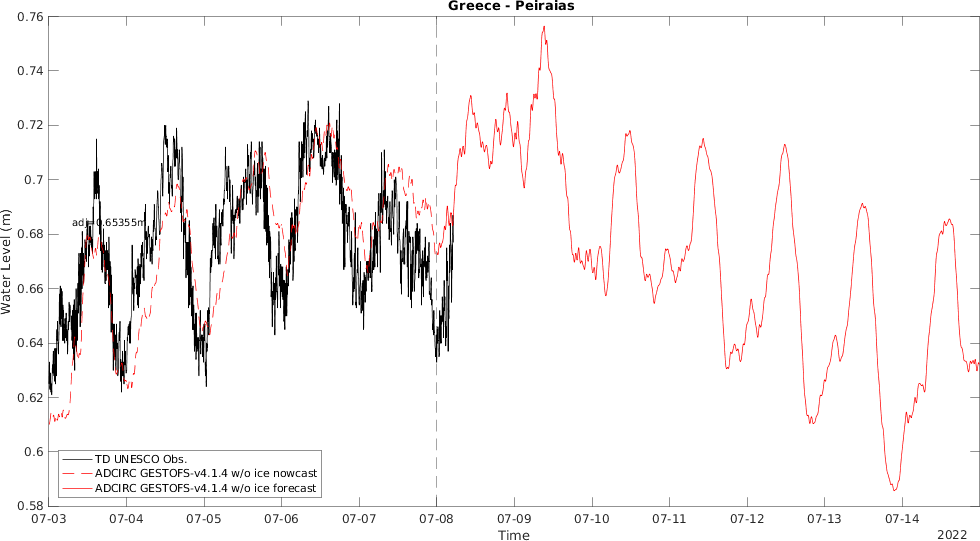 Greece - Peiraias
0.76
0.74
0.72
0.7
0.68
0.66
0.64
0.62
0.6
0.58
Water Level (m)
adj=0.65355m
TD UNESCO Obs.
ADCIRC GESTOFS-v4.1.4 w/o ice nowcast
ADCIRC GESTOFS-v4.1.4 w/o ice forecast
07-03 07-04 07-05 07-06 07-07 07-08 07-09 07-10 07-11 07-12 07-13 07-14
Time
2022